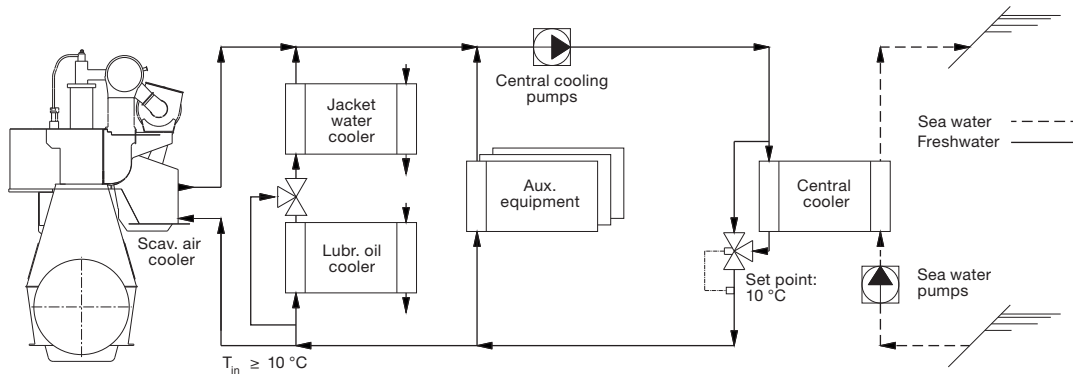 Central cooling
pumps
Jacket
water
cooler
Sea water
Freshwater
Aux.
equipment
Central
cooler
Scav. air
cooler
Lubr. oil
cooler
Set point:
10 °C
Sea water
pumps
T_in ≥ 10 °C